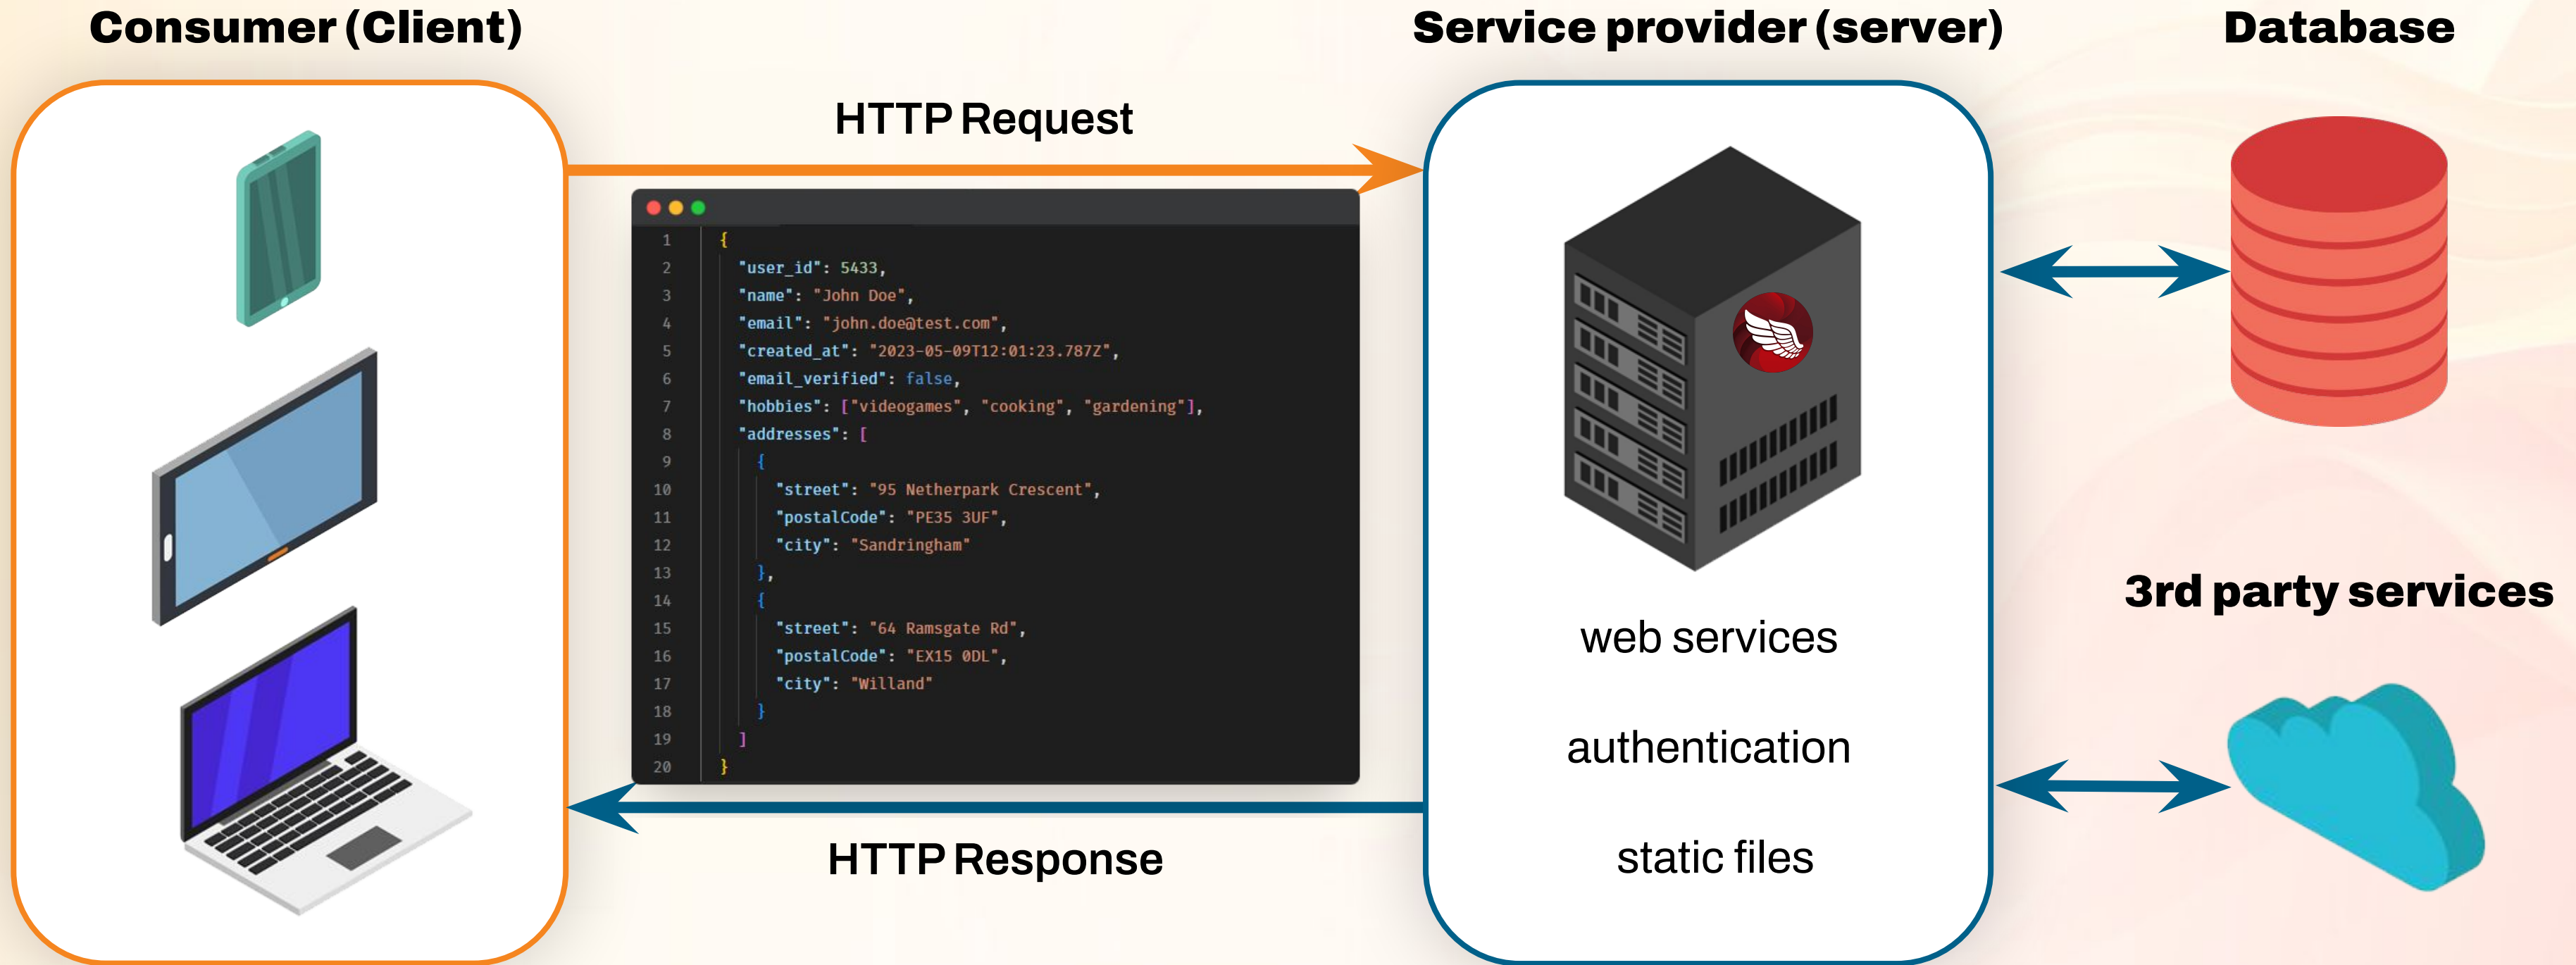 Consumer (Client)
Service provider (server)
Database
HTTP Request
1 {
2 "user_id": 5433,
3 "name": "John Doe",
4 "email": "john.doe@test.com",
5 "created_at": "2023-05-09T12:01:23.787Z",
6 "email_verified": false,
7 "hobbies": ["videogames", "cooking", "gardening"],
8 "addresses": [
9 {
10 "street": "95 Netherpark Crescent",
11 "postalCode": "PE35 3UF",
12 "city": "Sandringham"
13 },
14 {
15 "street": "64 Ramsgate Rd",
16 "postalCode": "EX15 0DL",
17 "city": "Willand"
18 }
19 ]
20 }
HTTP Response
web services
authentication
static files
3rd party services